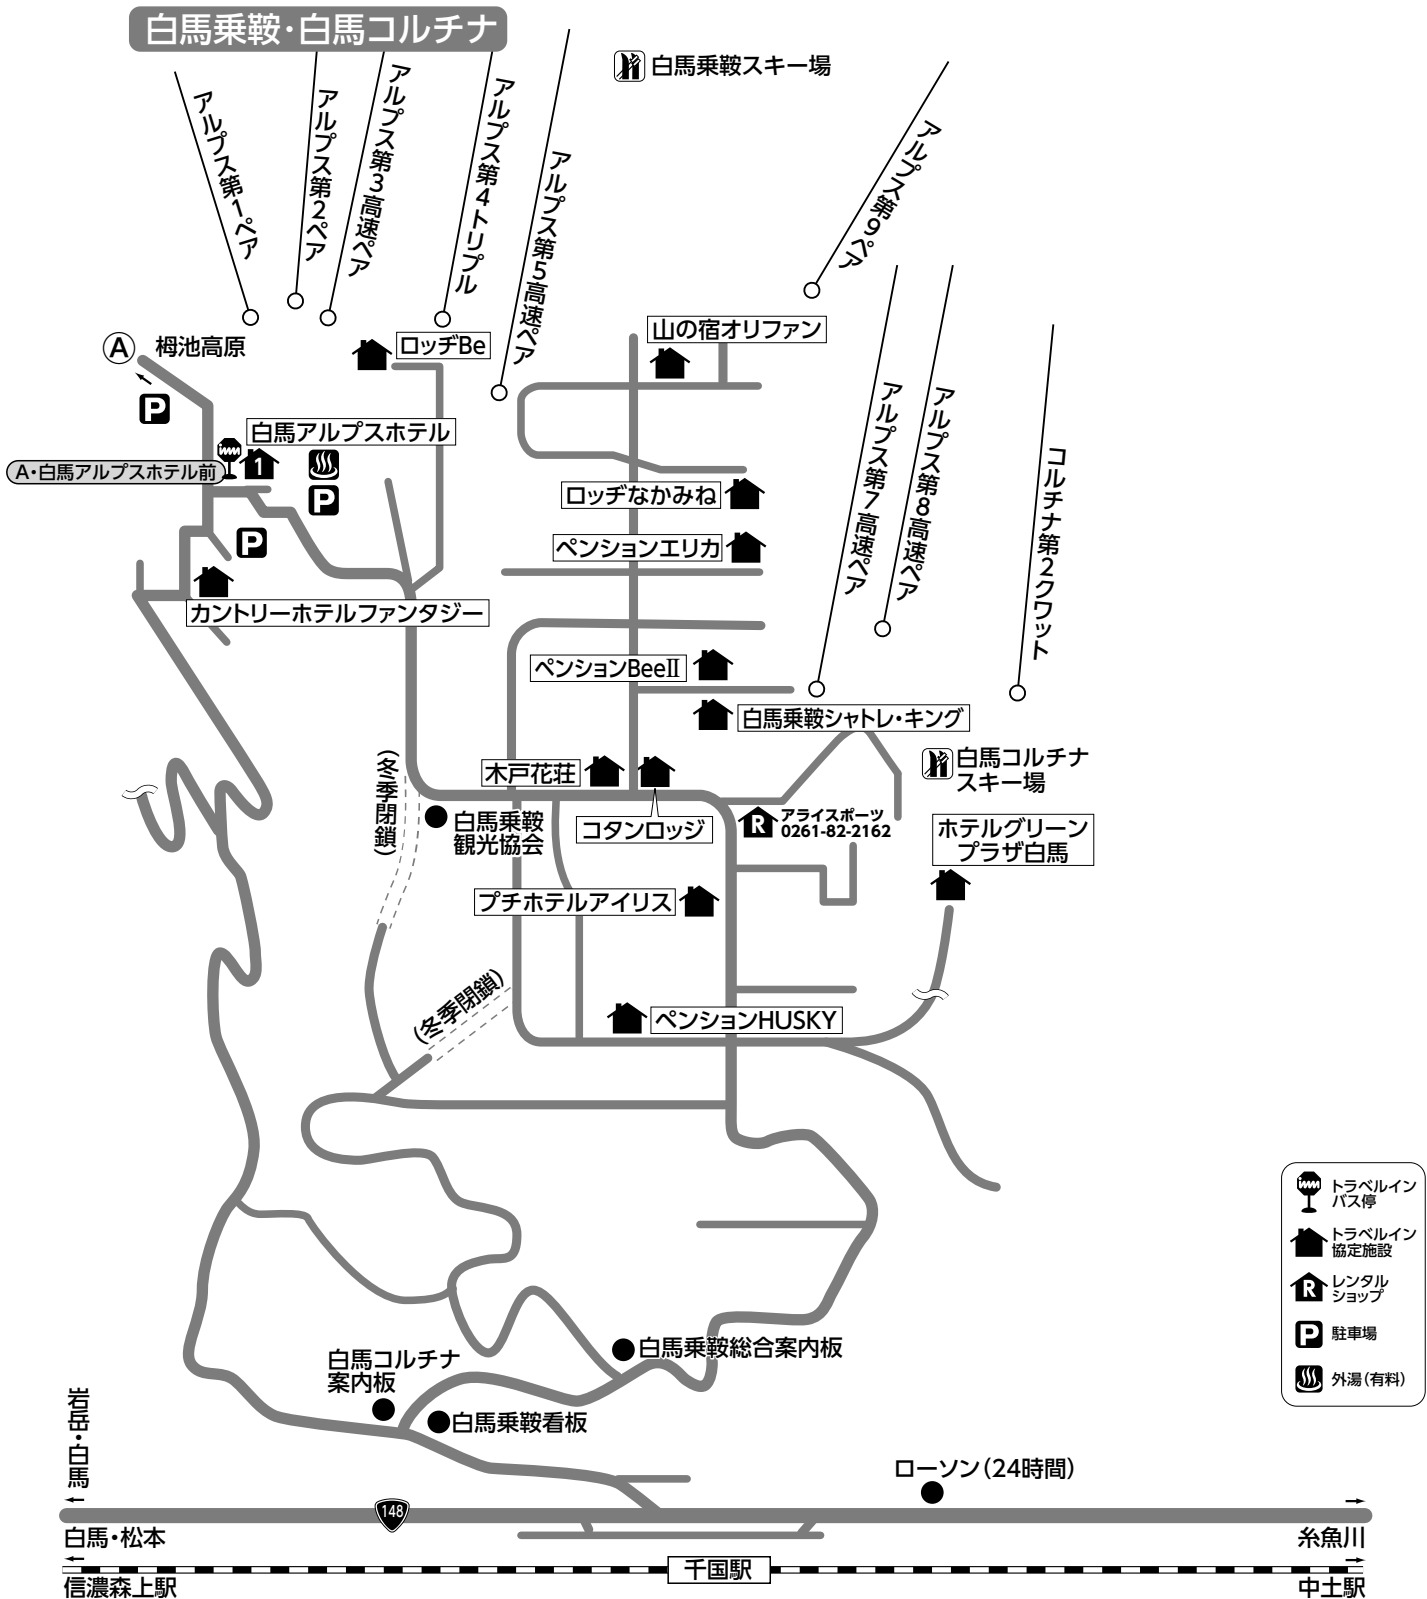 白馬乗鞍・白馬コルチナ
白馬乗鞍スキー場
アルプス第1ペア
アルプス第2ペア
アルプス第3高速ペア
アルプス第4トリプル
アルプス第5高速ペア
アルプス第9ペア
アルプス第7高速ペア
アルプス第8高速ペア
コルチナ第2クワット
A
栂池高原
P
ロッヂBe
山の宿オリファン
白馬アルプスホテル
A・白馬アルプスホテル前
1
P
P
ロッヂなかみね
ペンションエリカ
カントリーホテルファンタジー
ペンションBeeⅡ
白馬乗鞍シャトレ・キング
白馬コルチナ
スキー場
木戸花荘
(冬季閉鎖)
白馬乗鞍
観光協会
コタンロッジ
R
アライスポーツ
0261-82-2162
ホテルグリーン
プラザ白馬
プチホテルアイリス
(冬季閉鎖)
ペンションHUSKY
トラベルイン
バス停
トラベルイン
協定施設
R
レンタル
ショップ
P
駐車場
外湯(有料)
白馬乗鞍総合案内板
白馬コルチナ
案内板
白馬乗鞍看板
岩岳・白馬
ローソン(24時間)
148
白馬・松本
糸魚川
千国駅
信濃森上駅
中土駅